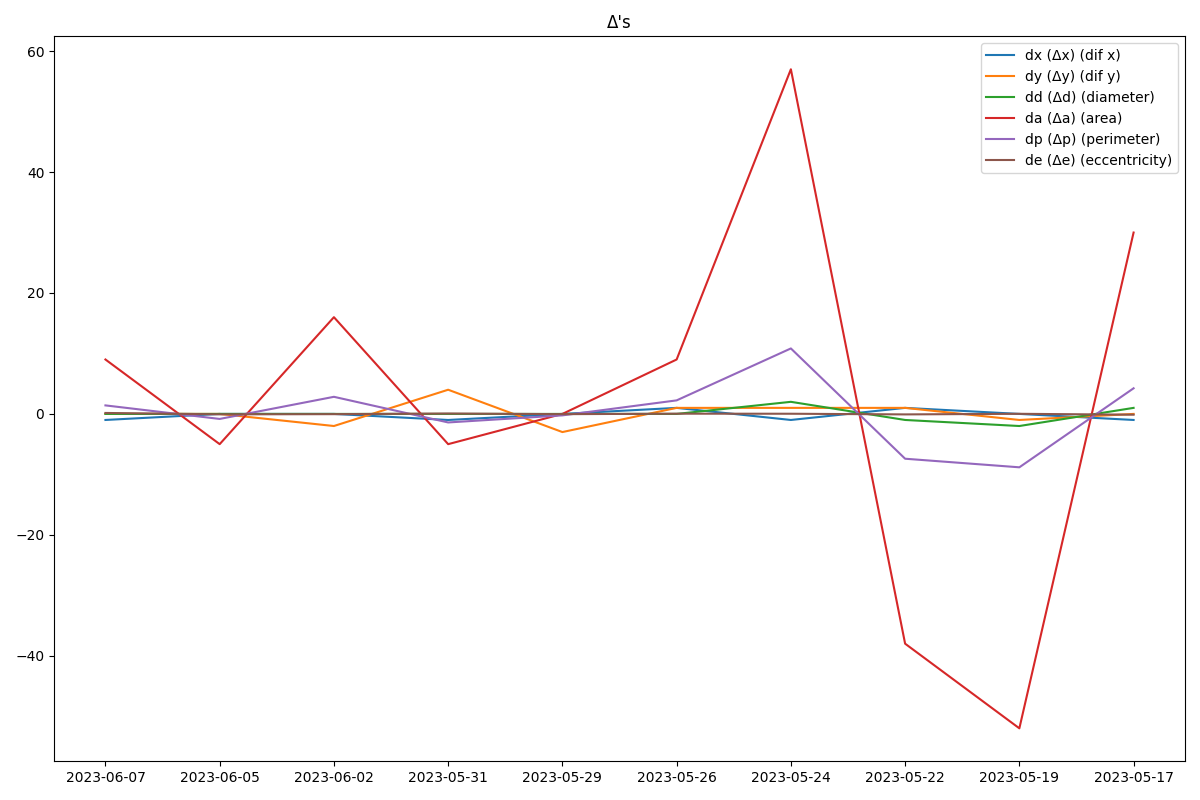 Δ's
60
40
20
0
−20
−40
dx (Δx) (dif x)
dy (Δy) (dif y)
dd (Δd) (diameter)
da (Δa) (area)
dp (Δp) (perimeter)
de (Δe) (eccentricity)
2023-06-07 2023-06-05 2023-06-02 2023-05-31 2023-05-29 2023-05-26 2023-05-24 2023-05-22 2023-05-19 2023-05-17